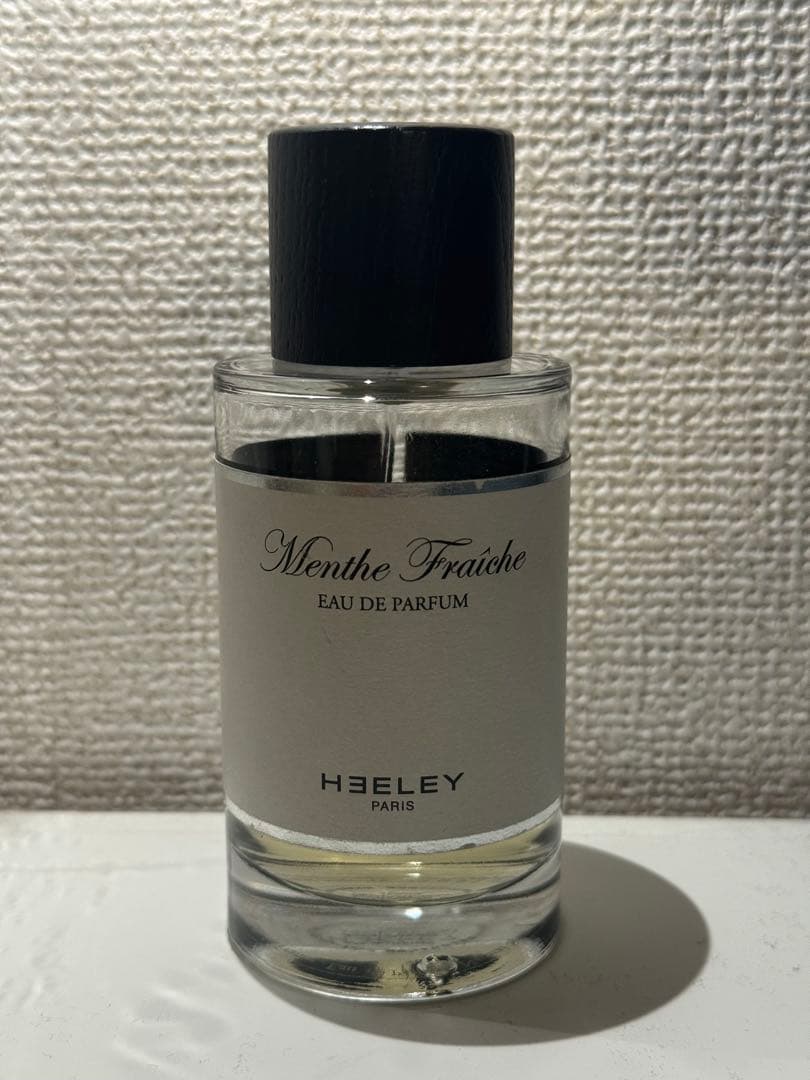 Menthe Fraîche
EAU DE PARFUM
HEELEY
PARIS